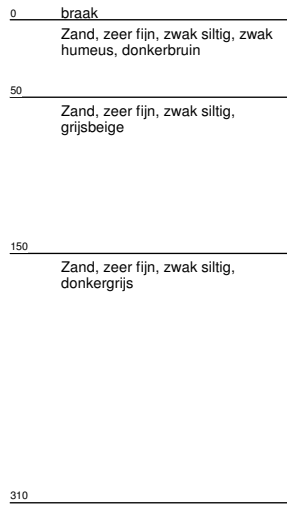 0 braak
Zand, zeer fijn, zwak siltig, zwak
humeus, donkerbruin
50
Zand, zeer fijn, zwak siltig,
grijsbeige
150
Zand, zeer fijn, zwak siltig,
donkergrijs
310